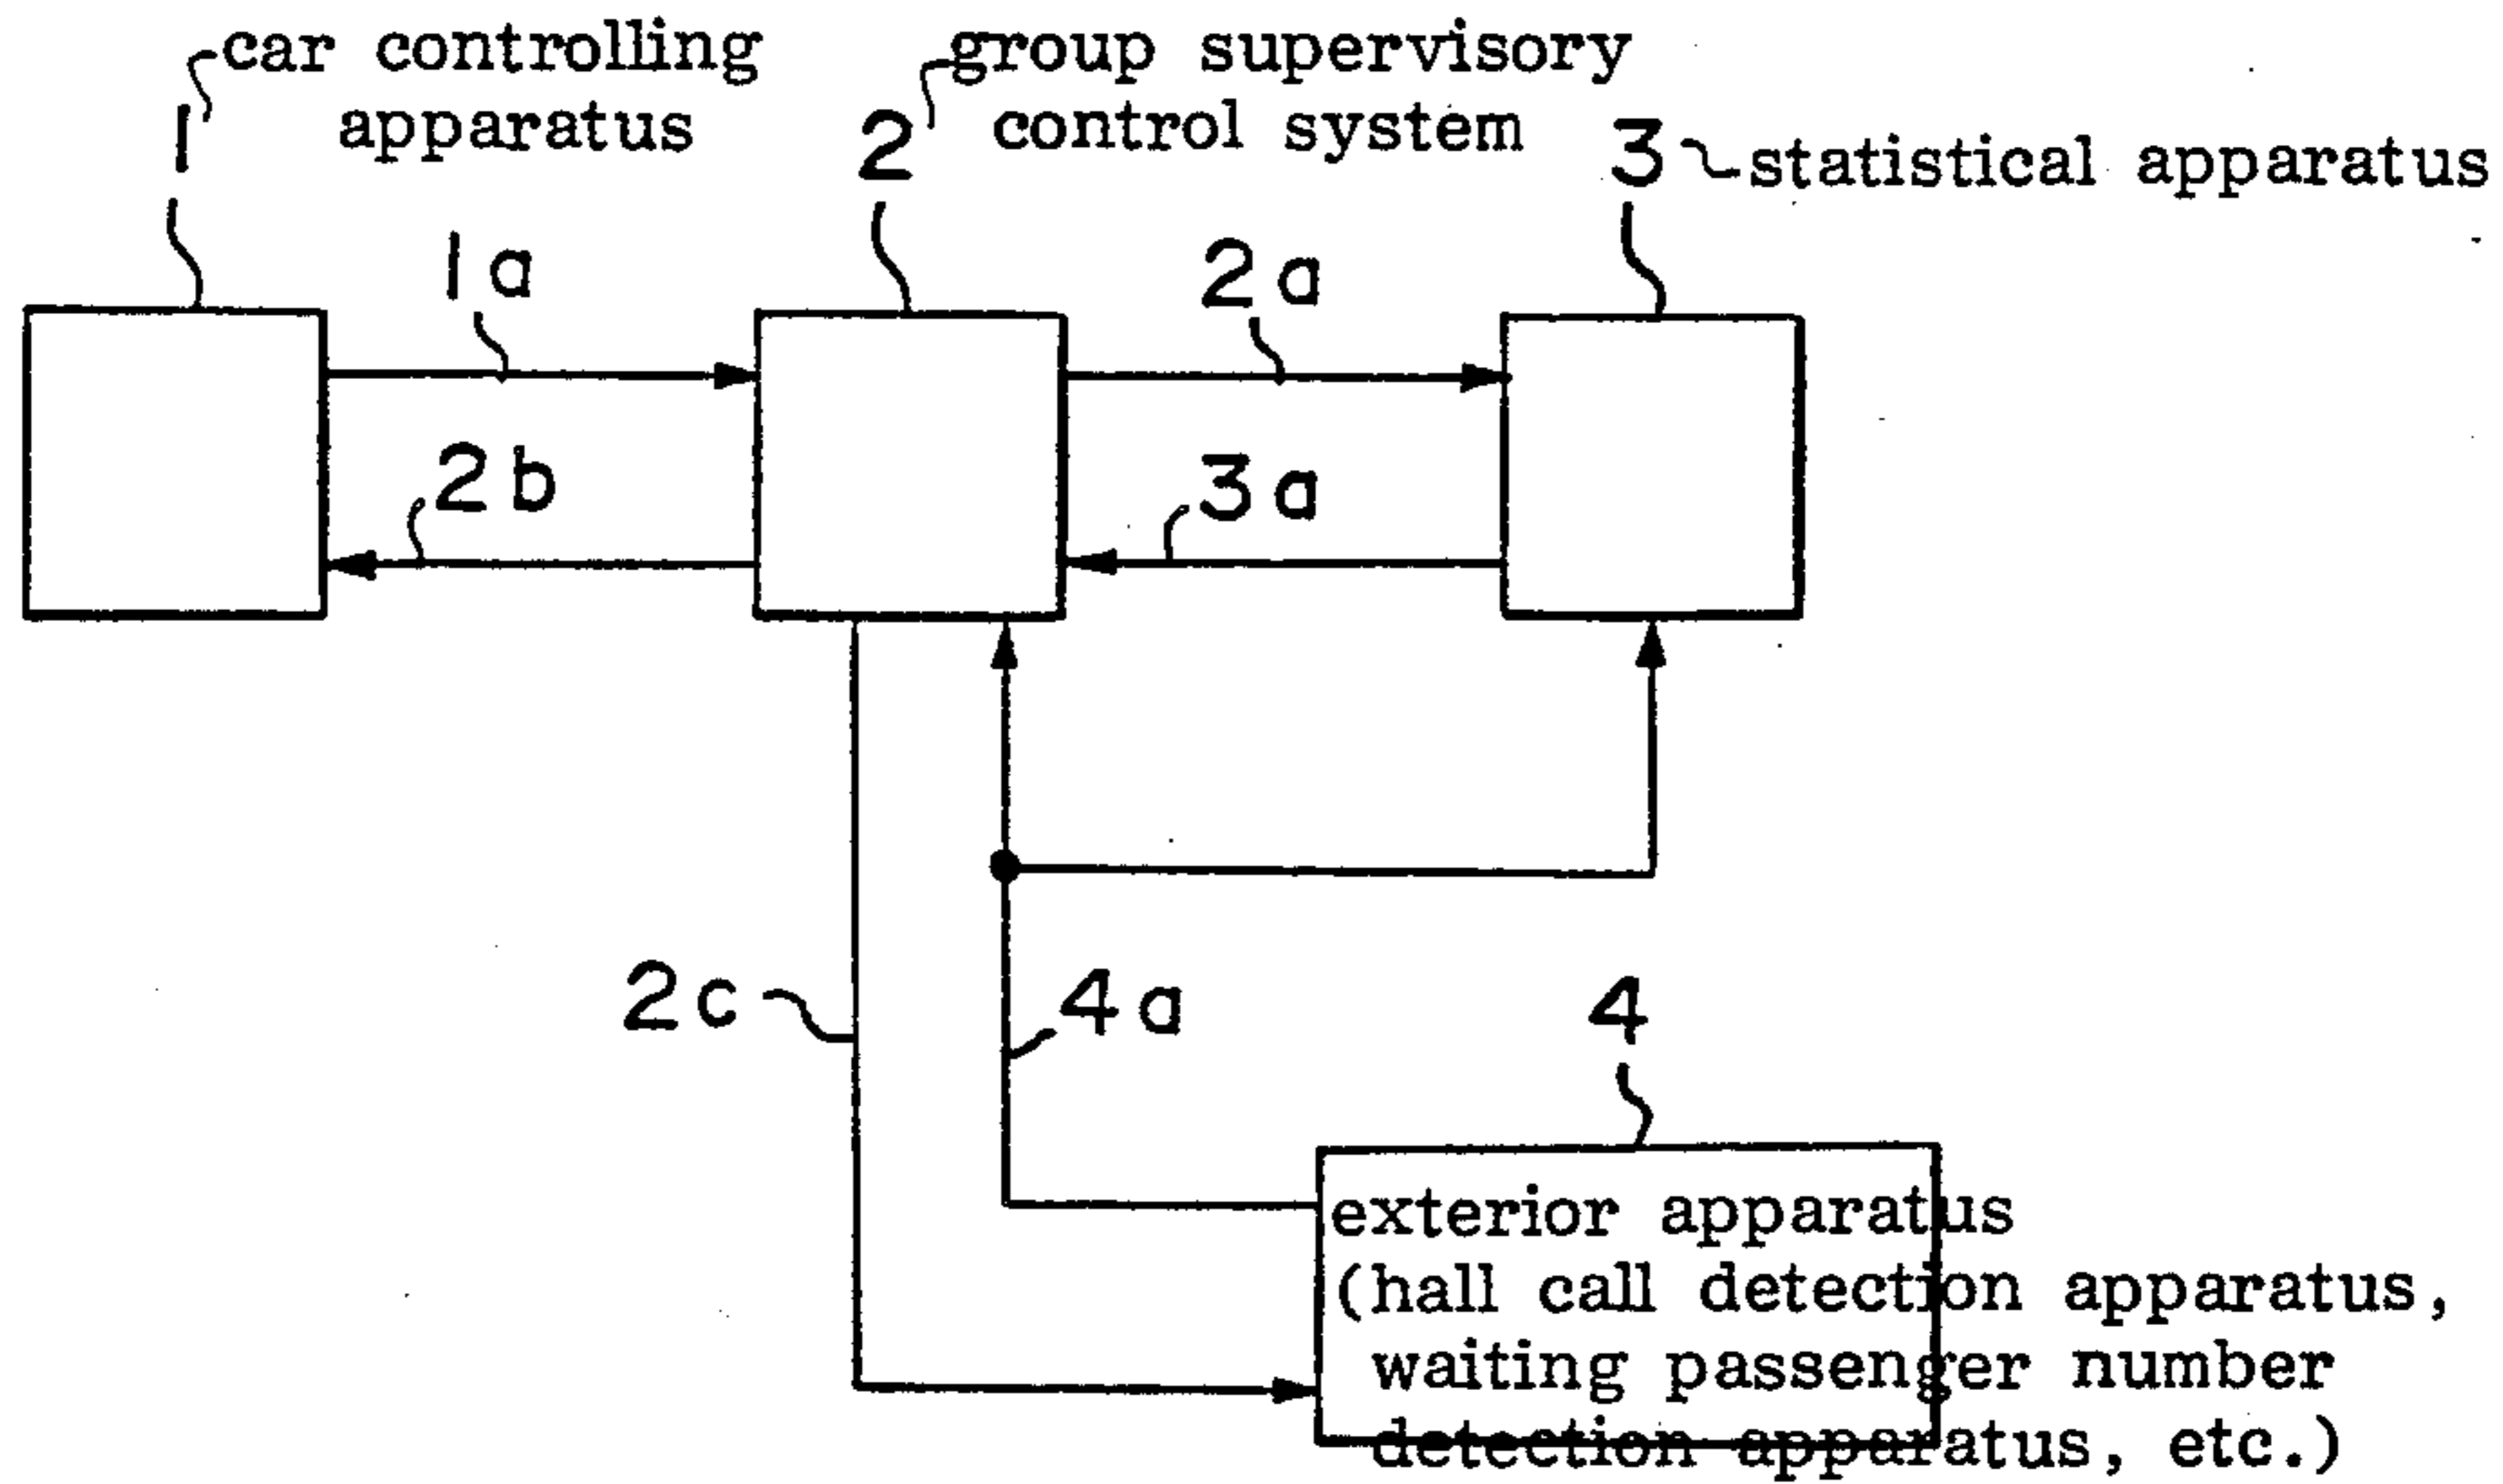 car controlling
apparatus
1
group supervisory
control system
2
3
statistical apparatus
1a
2a
2b
3a
2c
4a
4
exterior apparatus
(hall call detection apparatus,
waiting passenger number
detection apparatus, etc.)